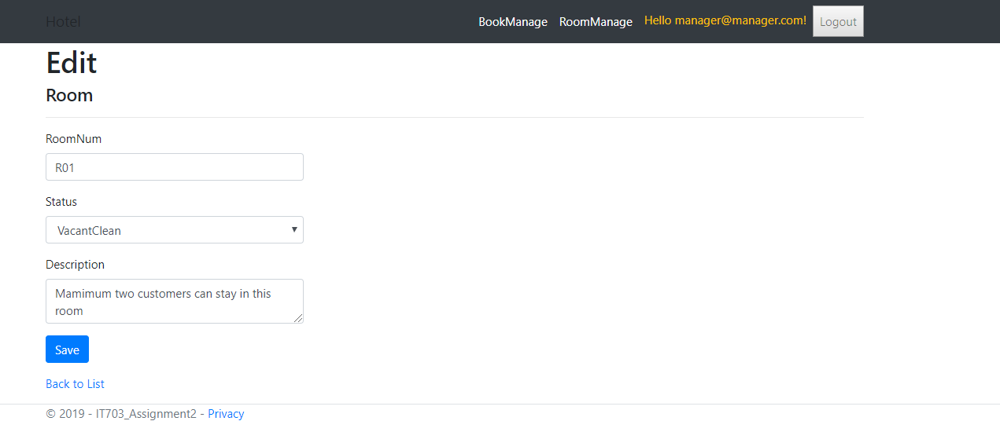 Hotel BookManage RoomManage Hello manager@manager.com! Logout
Edit
Room
RoomNum
R01
Status
VacantClean
Description
Mamimum two customers can stay in this
room
Save
Back to List
© 2019 - IT703_Assignment2 - Privacy